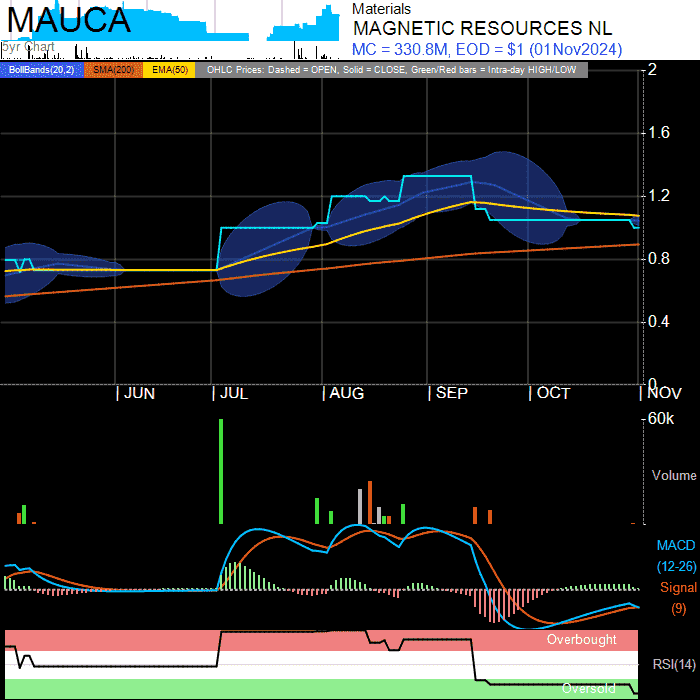 MAUCA
Materials
MAGNETIC RESOURCES NL
5yr Chart
MC = 330.8M, EOD = $1 (01Nov2024)
BollBands(20,2) SMA(200) EMA(50) OHLC Prices: Dashed = OPEN, Solid = CLOSE, Green/Red bars = Intra-day HIGH/LOW
2
1.6
1.2
0.8
0.4
0
| JUN | JUL | AUG | SEP | OCT | NOV
60k
Volume
MACD
(12-26)
Signal
(9)
Overbought
RSI(14)
Oversold